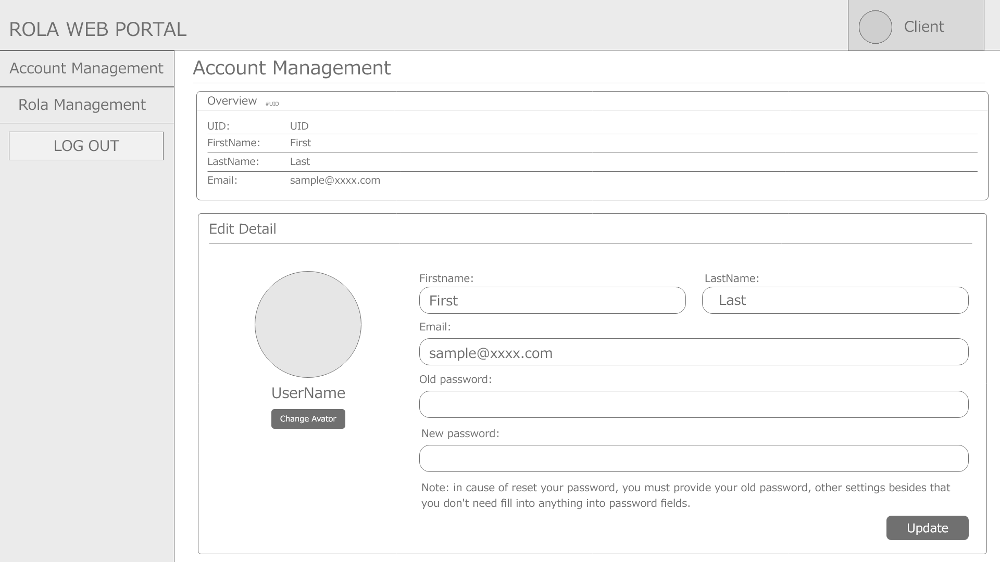 ROLA WEB PORTAL
Client
Account Management
Rola Management
LOG OUT
Account Management
Overview #UID
UID: UID
FirstName: First
LastName: Last
Email: sample@xxxx.com
Edit Detail
UserName
Change Avator
Firstname: LastName:
First Last
Email:
sample@xxxx.com
Old password:
New password:
Note: in cause of reset your password, you must provide your old password, other settings besides that
you don't need fill into anything into password fields.
Update